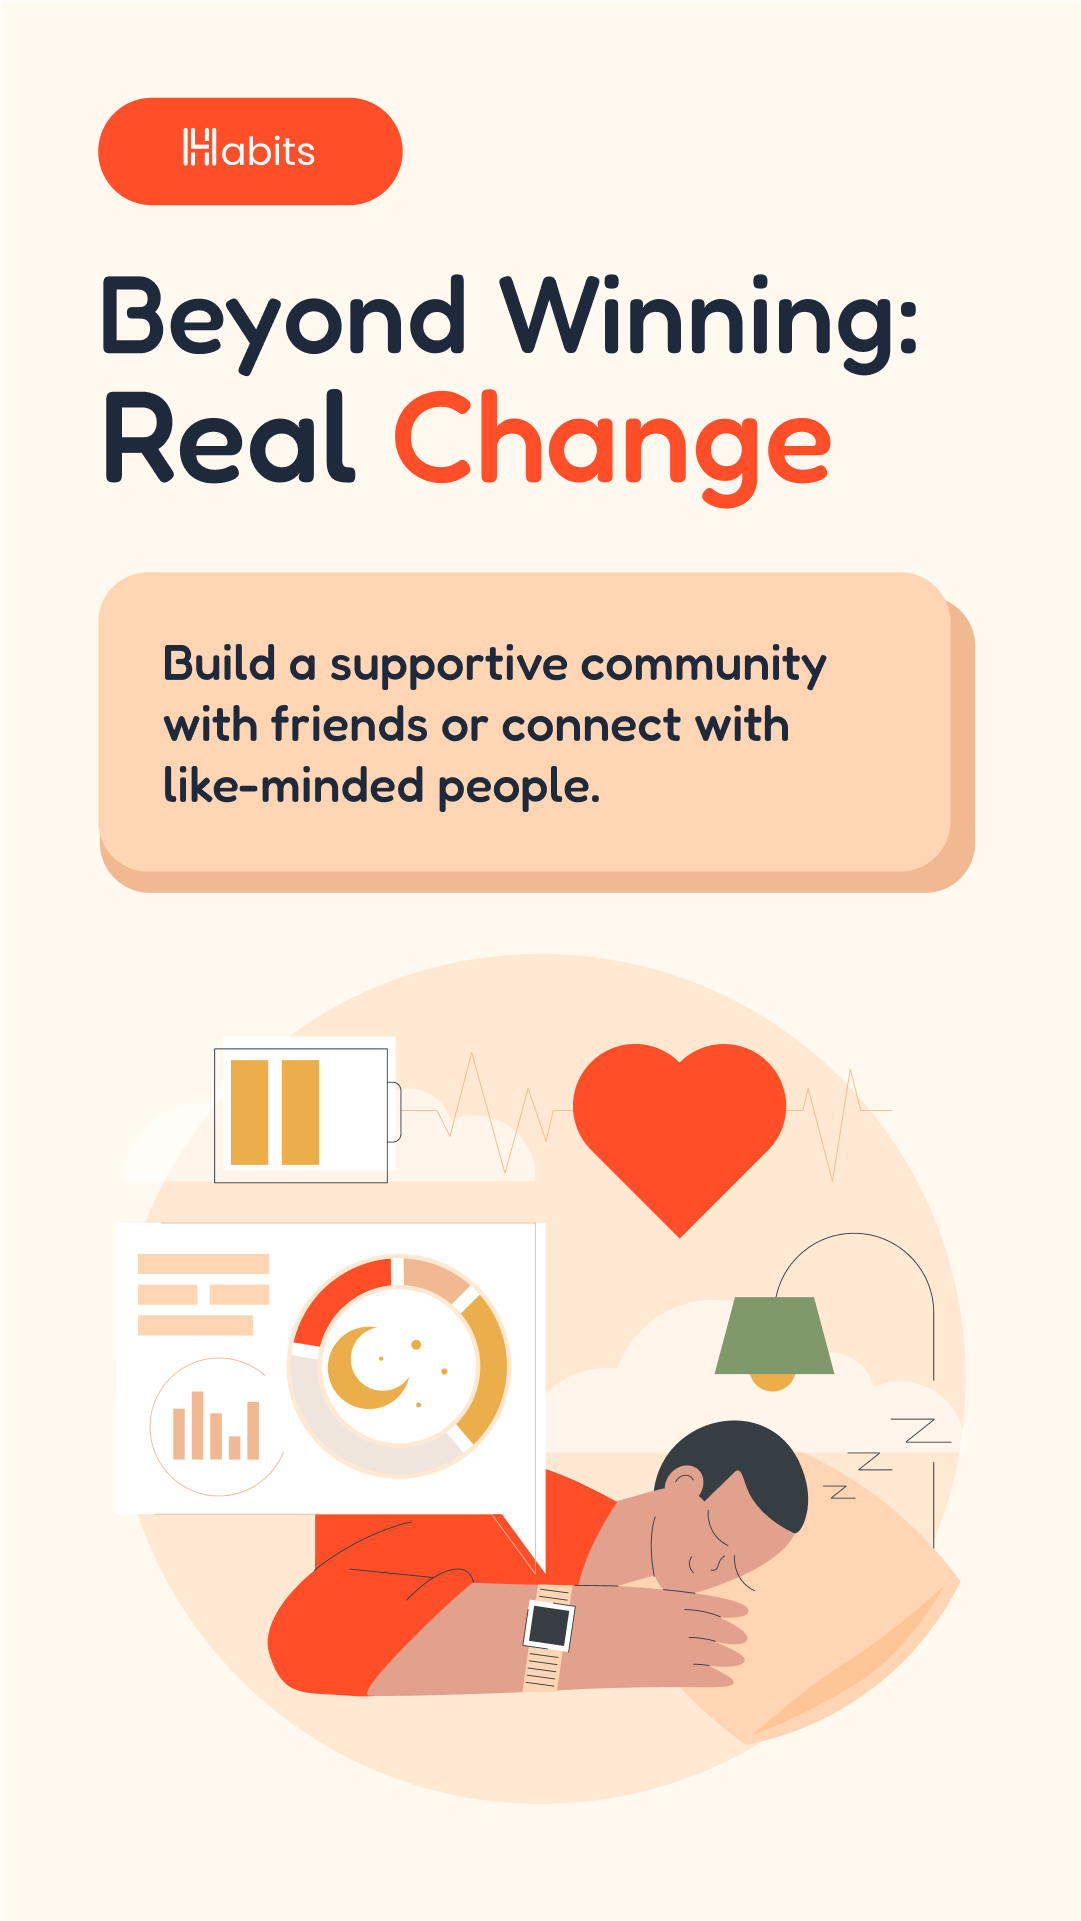 Habits
Beyond Winning:
Real Change
Build a supportive community
with friends or connect with
like-minded people.
Z
Z
Z